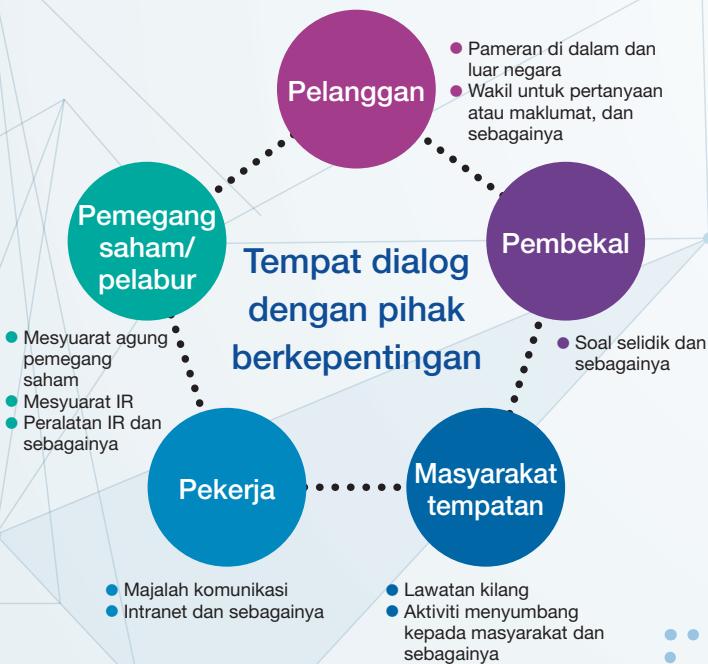 Pelanggan
● Pameran di dalam dan
luar negara
● Wakil untuk pertanyaan
atau maklumat, dan
sebagainya
Pemegang
saham/
pelabur
● Mesyuarat agung
pemegang
saham
● Mesyuarat IR
● Peralatan IR dan
sebagainya
Tempat dialog
dengan pihak
berkepentingan
Pembekal
● Soal selidik dan
sebagainya
Pekerja
● Majalah komunikasi
● Intranet dan sebagainya
Masyarakat
tempatan
● Lawatan kilang
● Aktiviti menyumbang
kepada masyarakat dan
sebagainya